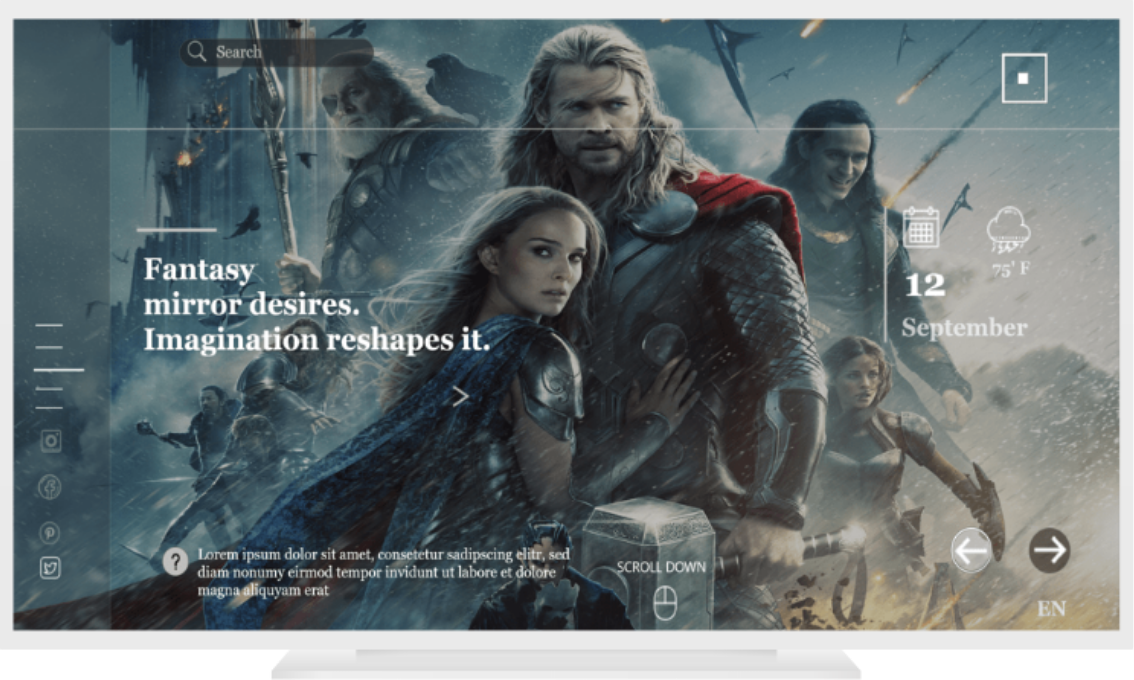 Search
75' F
12
September
Fantasy
mirror desires.
Imagination reshapes it.
?
Lorem ipsum dolor sit amet, consetetur sadipscing elitr, sed
diam nonumy eirmod tempor invidunt ut labore et dolore
magna aliquyam erat
SCROLL DOWN
EN